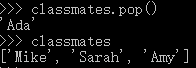 >>> classmates.pop()
'Ada'
>>> classmates
['Mike', 'Sarah', 'Amy']